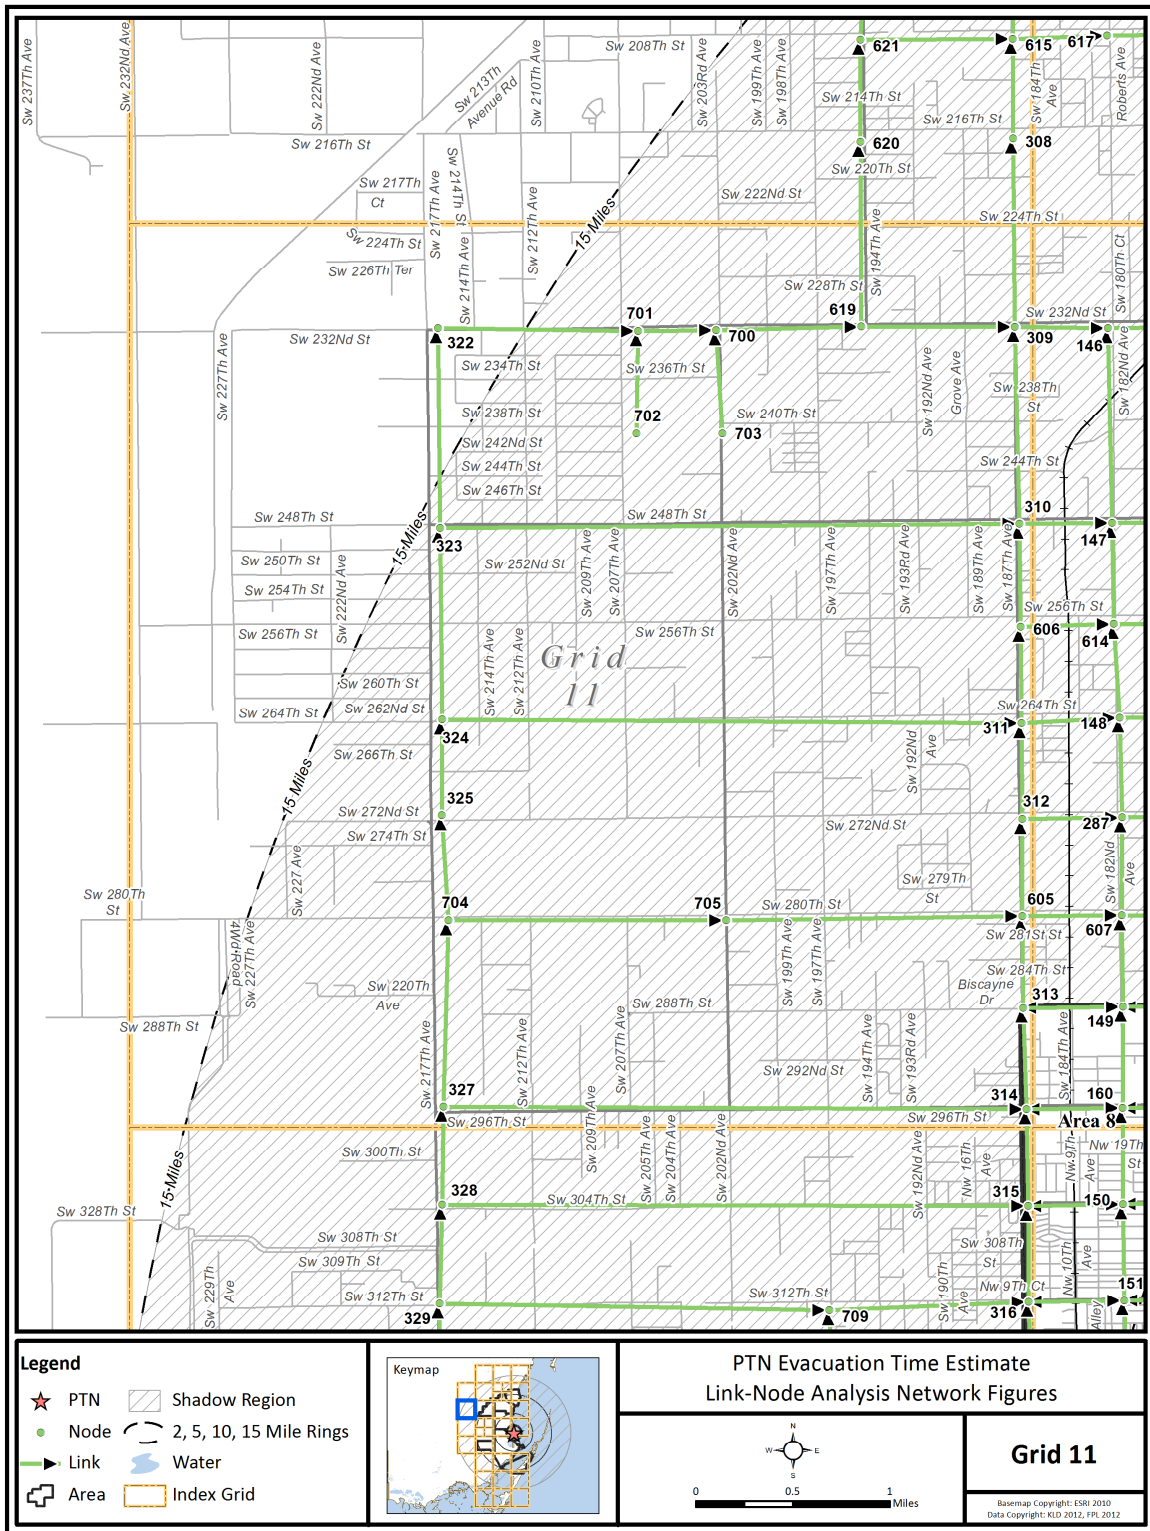 Sw 237Th Ave
Sw 232Nd Ave
Sw 222Nd Ave
Sw 213Th
Avenue Rd
Sw 210Th Ave
Sw 208Th St
Sw 203Rd Ave
Sw 199Th Ave
Sw 198Th Ave
621
615
617
Sw 184Th
Ave
Roberts Ave
Sw 214Th St
Sw 216Th St
Sw 216Th St
620
308
Sw 220Th St
Sw 217Th
Ct
Sw 217Th Ave
Sw 214Th St
Sw 212Th Ave
Sw 222Nd St
15 Miles
Sw 224Th St
Sw 224Th St
Sw 226Th Ter
Sw 214Th Ave
Sw 194Th Ave
Sw 180Th Ct
Sw 228Th St
619
701
Sw 232Nd St
Sw 232Nd St
322
700
309
146
Sw 227Th Ave
Sw 234Th St
Sw 236Th St
Sw 192Nd Ave
Grove Ave
Sw 238Th
St
Sw 182Nd Ave
Sw 238Th St
702
Sw 240Th St
703
Sw 242Nd St
Sw 244Th St
Sw 244Th St
Sw 246Th St
310
Sw 248Th St
Sw 248Th St
15 Miles
323
147
Sw 250Th St
Sw 252Nd St
Sw 254Th St
Sw 222Nd Ave
Sw 209Th Ave
Sw 207Th Ave
Sw 202Nd Ave
Sw 197Th Ave
Sw 193Rd Ave
Sw 189Th Ave
Sw 187Th Ave
Sw 256Th St
Sw 256Th St
Sw 256Th St
606
614
Sw 214Th Ave
Sw 212Th Ave
Grid
11
Sw 260Th St
Sw 262Nd St
Sw 264Th St
Sw 264Th St
324
311
148
Sw 266Th St
Sw 192Nd
Ave
15 Miles
325
312
Sw 272Nd St
Sw 272Nd St
287
Sw 274Th St
Sw 227 Ave
Sw 279Th
St
Sw 182Nd
Ave
Sw 280Th
St
704
705
Sw 280Th St
605
607
Sw 281St St
4Wd Road
Sw 227Th Ave
Sw 199Th Ave
Sw 197Th Ave
Sw 284Th St
Biscayne
Dr
Sw 220Th
Ave
Sw 288Th St
Sw 288Th St
313
149
Sw 217Th Ave
Sw 212Th Ave
Sw 207Th Ave
Sw 194Th Ave
Sw 193Rd Ave
Sw 184Th Ave
Sw 292Nd St
327
314
160
Sw 296Th St
Sw 296Th St
Area 8
Sw 300Th St
Sw 209Th Ave
Sw 205Th Ave
Sw 204Th Ave
Sw 202Nd Ave
Sw 192Nd Ave
Nw 16Th
Ave
Nw 9Th
Ave
Nw 19Th
St
15 Miles
328
Sw 304Th St
315
150
Sw 328Th St
Sw 308Th St
Sw 308Th
St
Sw 309Th St
Sw 229Th
Ave
Sw 312Th St
Sw 312Th St
Sw 190Th
Ave
Nw 9Th Ct
Nw 10Th
Ave
Alley
151
329
709
316
Legend
PTN
Shadow Region
Node
2, 5, 10, 15 Mile Rings
Link
Water
Area
Index Grid
Keymap
PTN Evacuation Time Estimate
Link-Node Analysis Network Figures
N
W
E
S
0
0.5
1
Miles
Grid 11
Basemap Copyright: ESRI 2010
Data Copyright: KLD 2012, FPL 2012